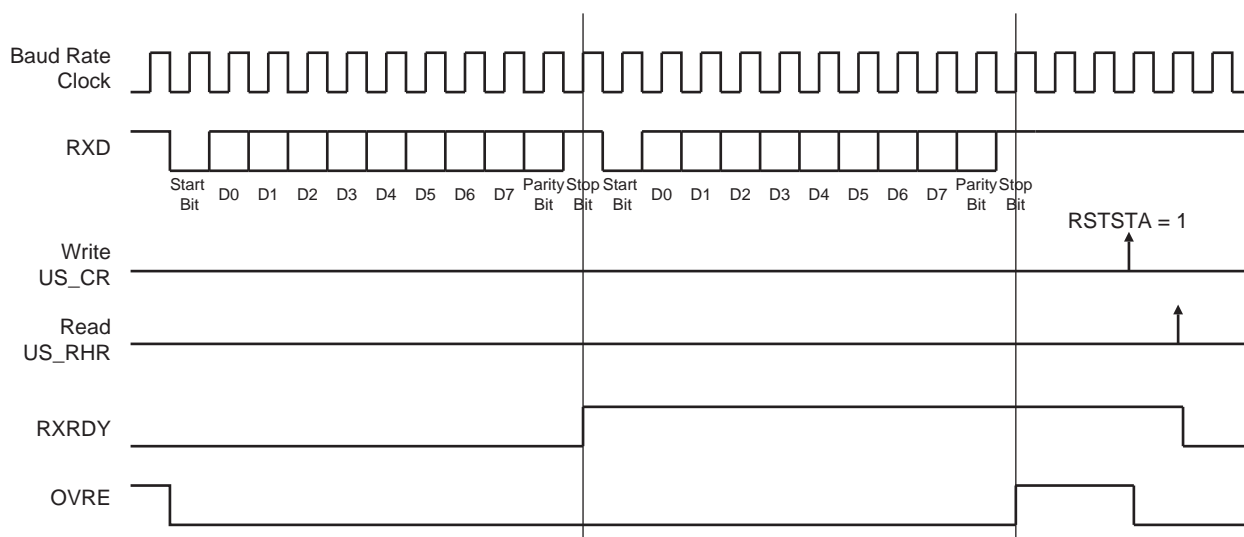 Baud Rate
Clock
RXD
Start
Bit
D0
D1
D2
D3
D4
D5
D6
D7
Parity
Bit
Stop
Bit
Start
Bit
D0
D1
D2
D3
D4
D5
D6
D7
Parity
Bit
Stop
Bit
RSTSTA = 1
Write
US_CR
Read
US_RHR
RXRDY
OVRE